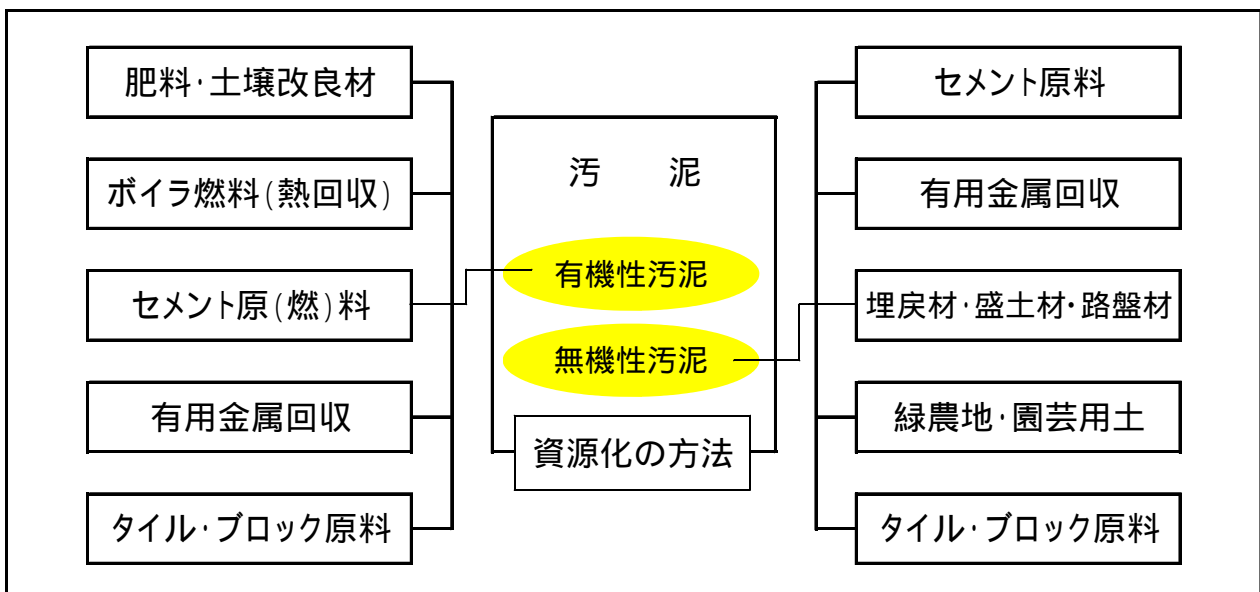 肥料・土壌改良材
ボイラ燃料(熱回収)
セメント原(燃)料
有用金属回収
タイル・ブロック原料
汚 泥
有機性汚泥
無機性汚泥
資源化の方法
セメント原料
有用金属回収
埋戻材・盛土材・路盤材
緑農地・園芸用土
タイル・ブロック原料